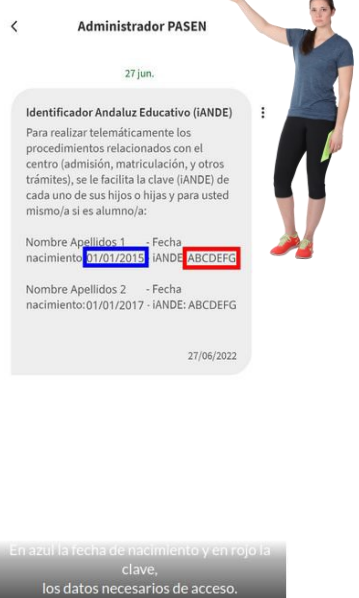 Administrador PASEN
27 jun.
Identificador Andaluz Educativo (iANDE)
Para realizar telemáticamente los
procedimientos relacionados con el
centro (admisión, matriculación, y otros
trámites), se le facilita la clave (iANDE) de
cada uno de sus hijos o hijas y para usted
mismo/a si es alumno/a:
Nombre Apellidos 1 - Fecha
nacimiento:01/01/2015 - iANDE: ABCDEFG
Nombre Apellidos 2 - Fecha
nacimiento:01/01/2017 - iANDE: ABCDEFG
27/06/2022
En azul la fecha de nacimiento y en rojo la
clave,
los datos necesarios de acceso.